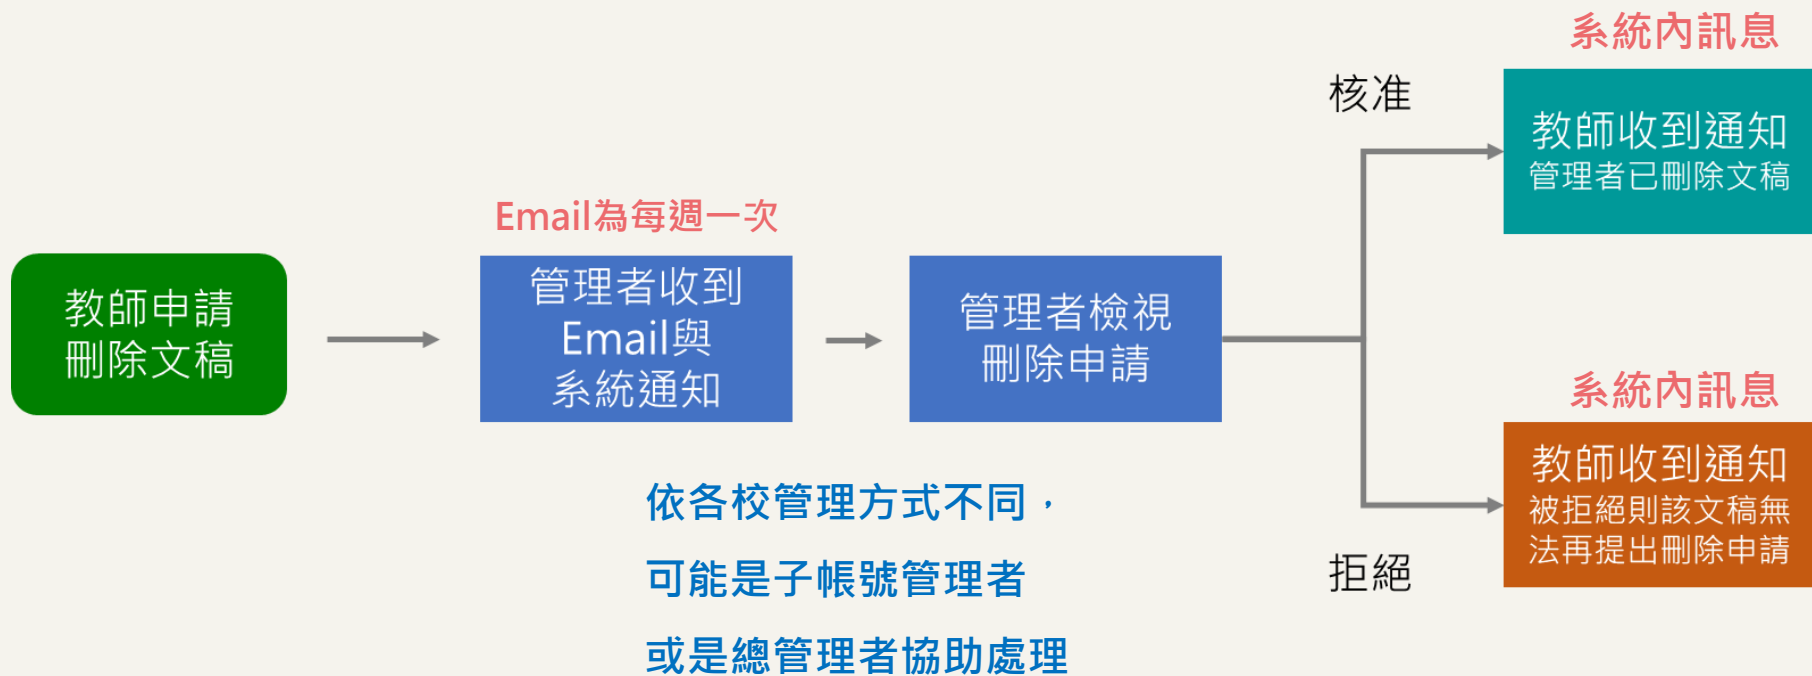 教師申請
刪除文稿
Email為每週一次
管理者收到
Email與
系統通知
管理者檢視
刪除申請
依各校管理方式不同，
可能是子帳號管理者
或是總管理者協助處理
核准
系統內訊息
教師收到通知
管理者已刪除文稿
拒絕
系統內訊息
教師收到通知
被拒絕則該文稿無
法再提出刪除申請